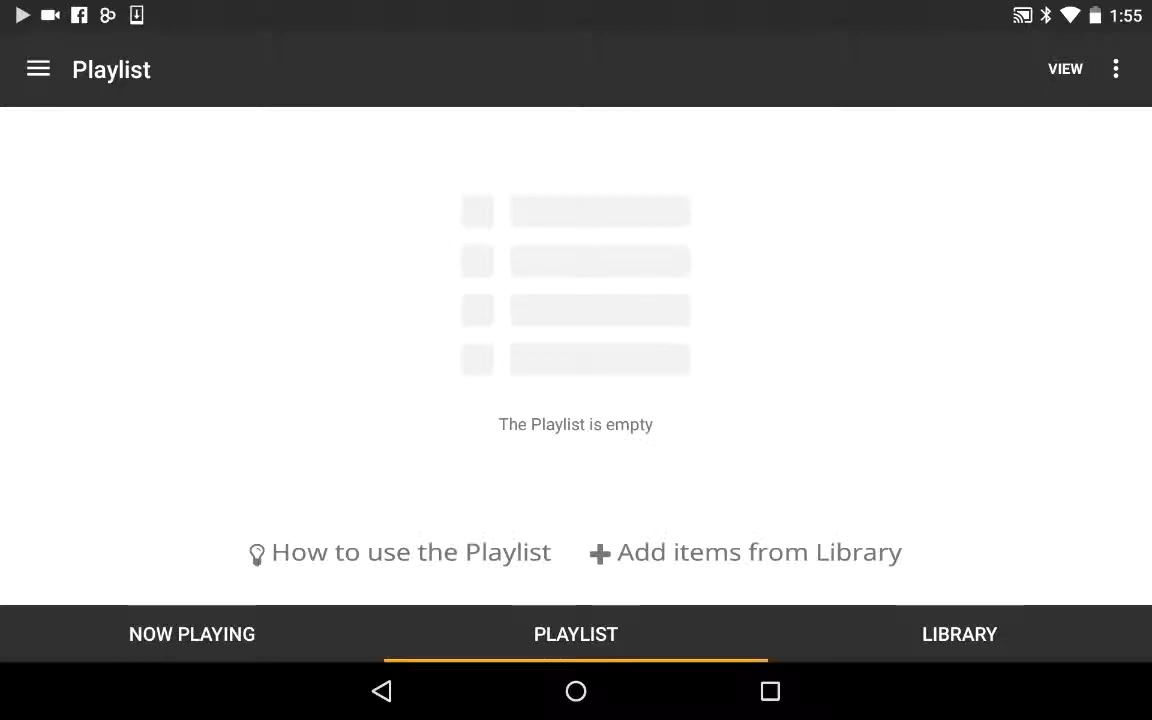 1:55
Playlist
VIEW
The Playlist is empty
How to use the Playlist
Add items from Library
NOW PLAYING
PLAYLIST
LIBRARY